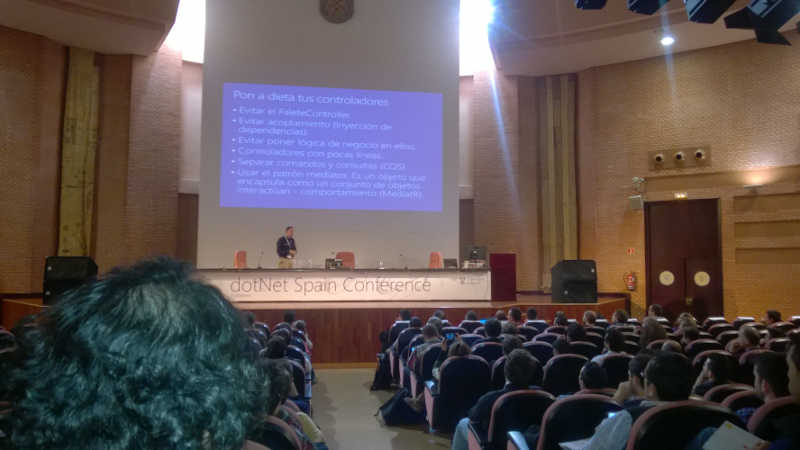 Pon a dieta tus controladores
• Evitar el FaleteController.
• Evitar acoplamiento (Inyección de
dependencias).
• Evitar poner lógica de negocio en ellos.
• Controladores con pocas líneas.
• Separar comandos y consultas (CQS).
• Usar el patrón mediator. Es un objeto que
encapsula como un conjunto de objetos
interactúan – comportamiento (MediatR).
dotNet Spain Conference